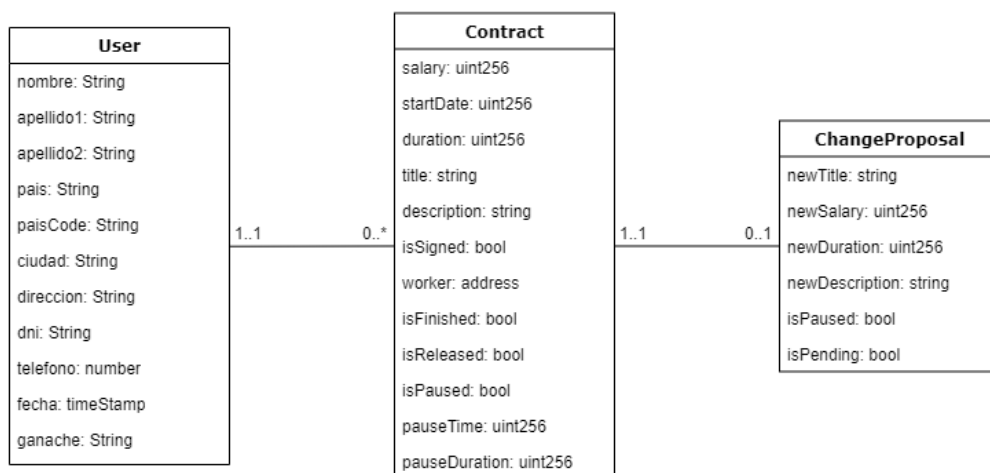 User
nombre: String
apellido1: String
apellido2: String
pais: String
paisCode: String
ciudad: String
direccion: String
dni: String
telefono: number
fecha: timeStamp
ganache: String
1..1
0..*
Contract
salary: uint256
startDate: uint256
duration: uint256
title: string
description: string
isSigned: bool
worker: address
isFinished: bool
isReleased: bool
isPaused: bool
pauseTime: uint256
pauseDuration: uint256
1..1
0..1
ChangeProposal
newTitle: string
newSalary: uint256
newDuration: uint256
newDescription: string
isPaused: bool
isPending: bool